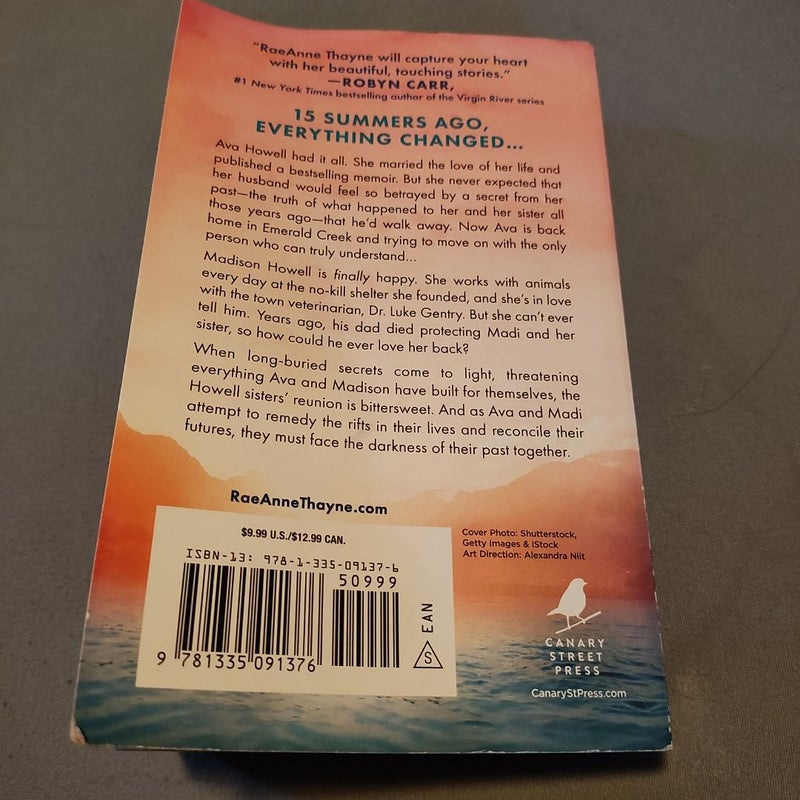 “RaeAnne Thayne will capture your heart
with her beautiful, touching stories.”
—ROBYN CARR,
#1 New York Times bestselling author of the Virgin River series
15 SUMMERS AGO,
EVERYTHING CHANGED...
Ava Howell had it all. She married the love of her life and
published a bestselling memoir. But she never expected that
her husband would feel so betrayed by a secret from her
past—the truth of what happened to her and her sister all
those years ago—that he’d walk away. Now Ava is back
home in Emerald Creek and trying to move on with the only
person who can truly understand...
Madison Howell is finally happy. She works with animals
every day at the no-kill shelter she founded, and she’s in love
with the town veterinarian, Dr. Luke Gentry. But she can’t ever
tell him. Years ago, his dad died protecting Madi and her
sister, so how could he ever love her back?
When long-buried secrets come to light, threatening
everything Ava and Madison have built for themselves, the
Howell sisters’ reunion is bittersweet. And as Ava and Madi
attempt to remedy the rifts in their lives and reconcile their
futures, they must face the darkness of their past together.
RaeAnneThayne.com
$9.99 U.S./$12.99 CAN.
ISBN-13: 978-1-335-09137-6
50999
EAN
S
9 781335 091376
Cover Photo: Shutterstock,
Getty Images & iStock
Art Direction: Alexandra Niit
CANARY
STREET
PRESS
CanaryStPress.com